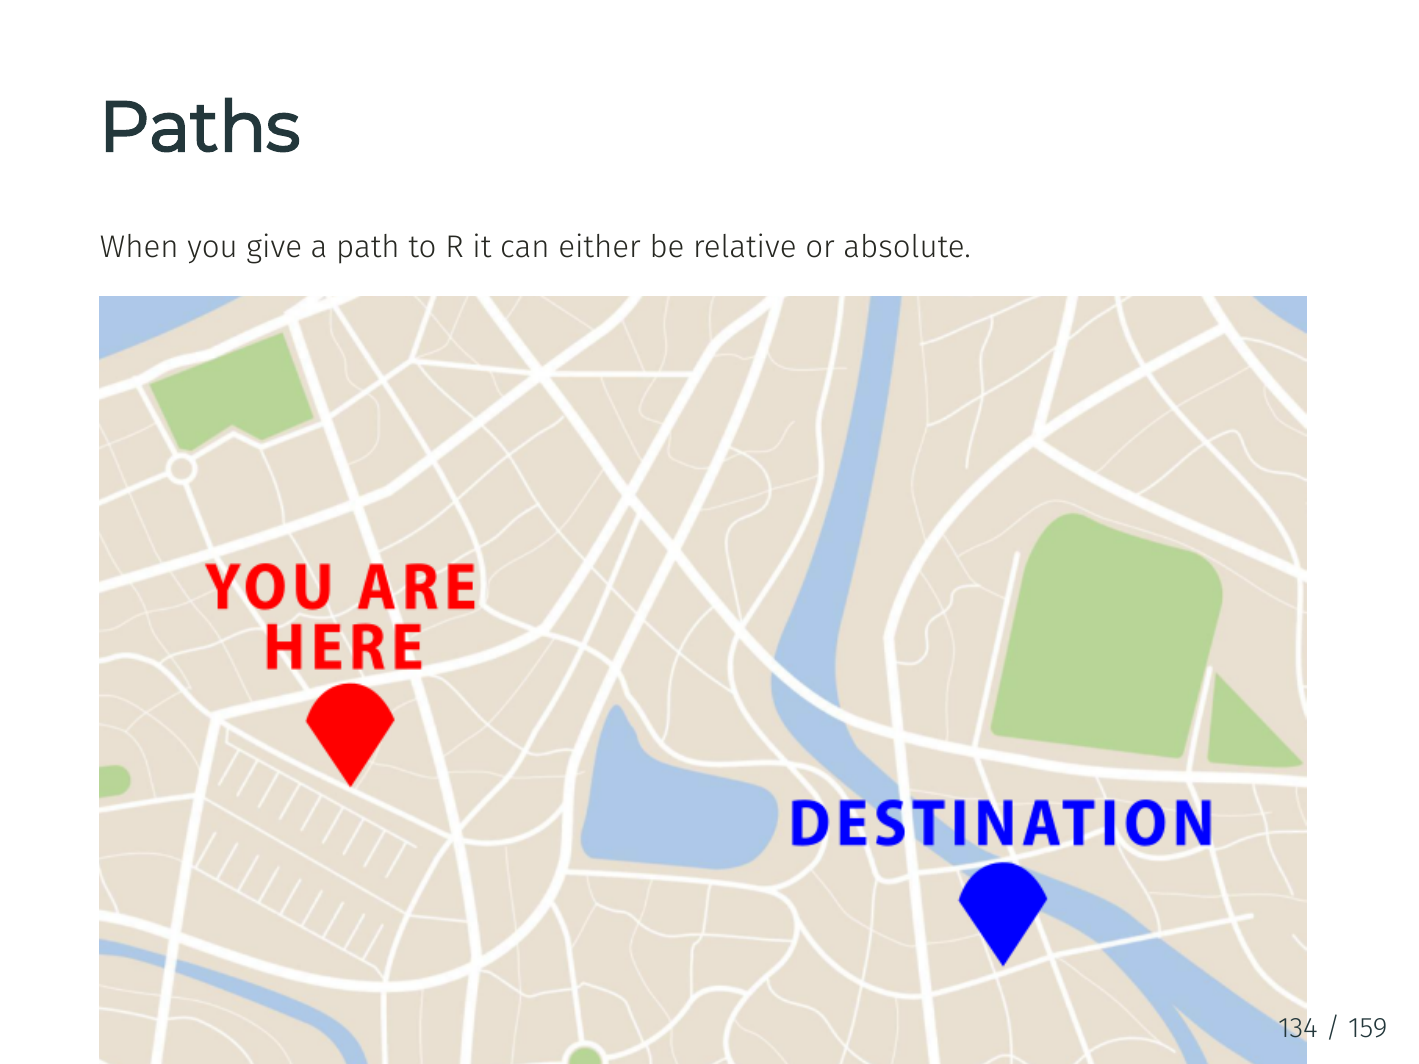 Paths
When you give a path to R it can either be relative or absolute.
YOU ARE
HERE
DESTINATION
134 / 159